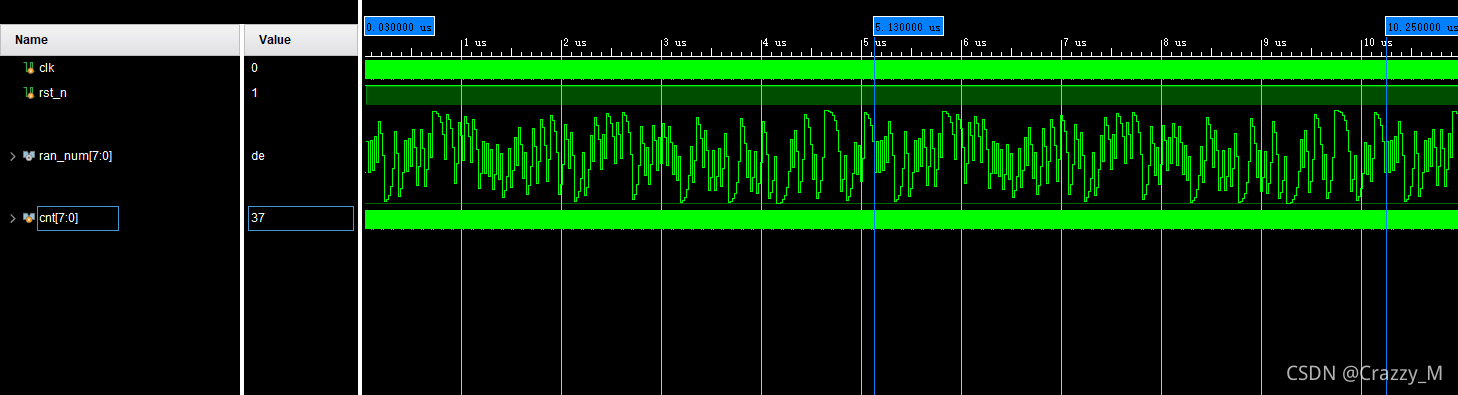 0.030000 us 5.130000 us 10.250000 us
Name Value
1 us 2 us 3 us 4 us 5 us 6 us 7 us 8 us 9 us 10 us
clk 0
rst_n 1
ran_num[7:0] de
cnt[7:0] 37
CSDN @Crazzy_M